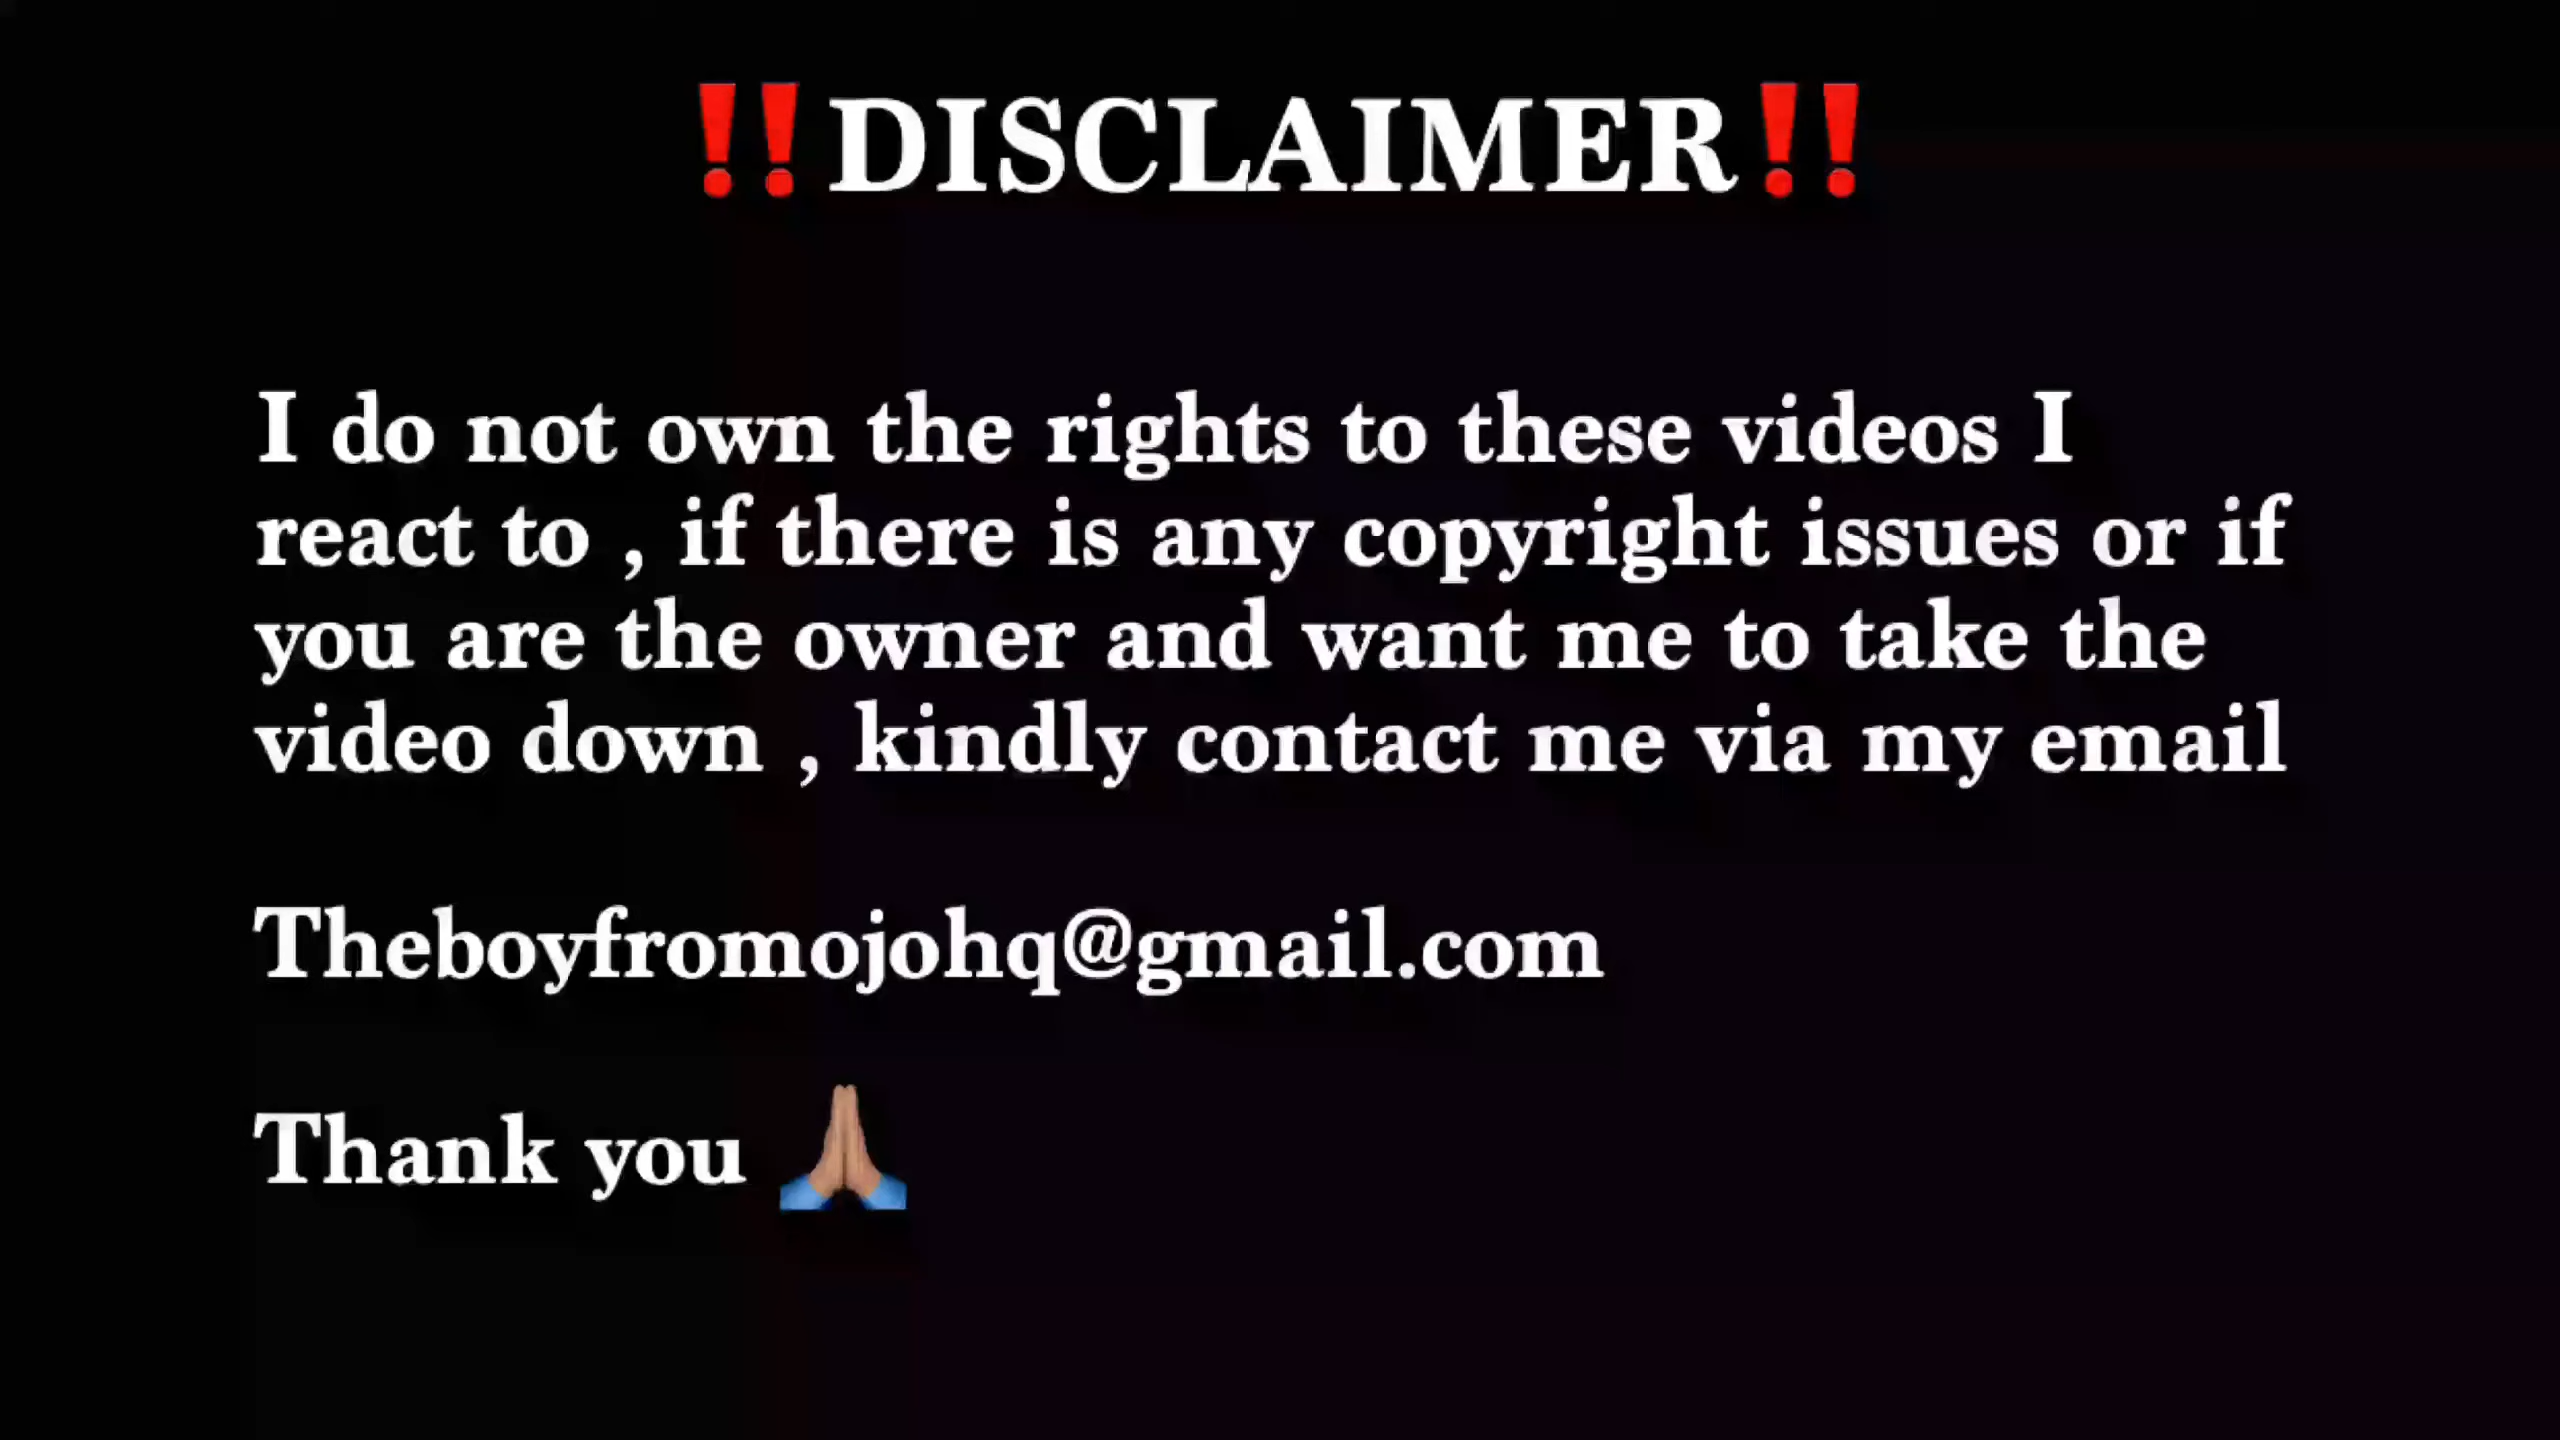 ‼️DISCLAIMER‼️
I do not own the rights to these videos I
react to , if there is any copyright issues or if
you are the owner and want me to take the
video down , kindly contact me via my email
Theboyfromojohq@gmail.com
Thank you 🙏🏽